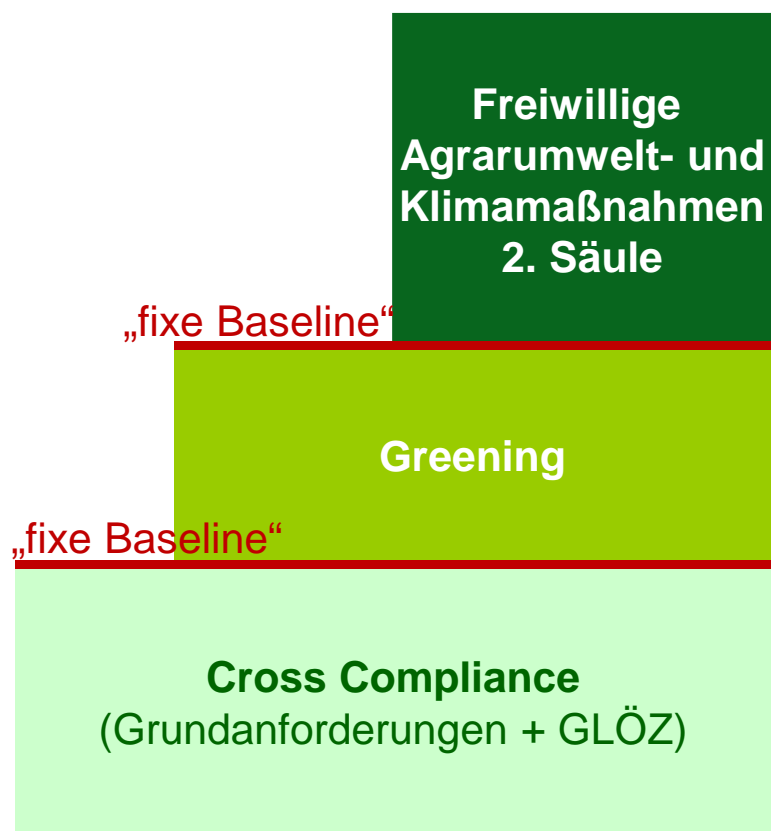 Freiwillige
Agrarumwelt- und
Klimamaßnahmen
2. Säule
„fixe Baseline“
Greening
„fixe Baseline“
Cross Compliance
(Grundanforderungen + GLÖZ)